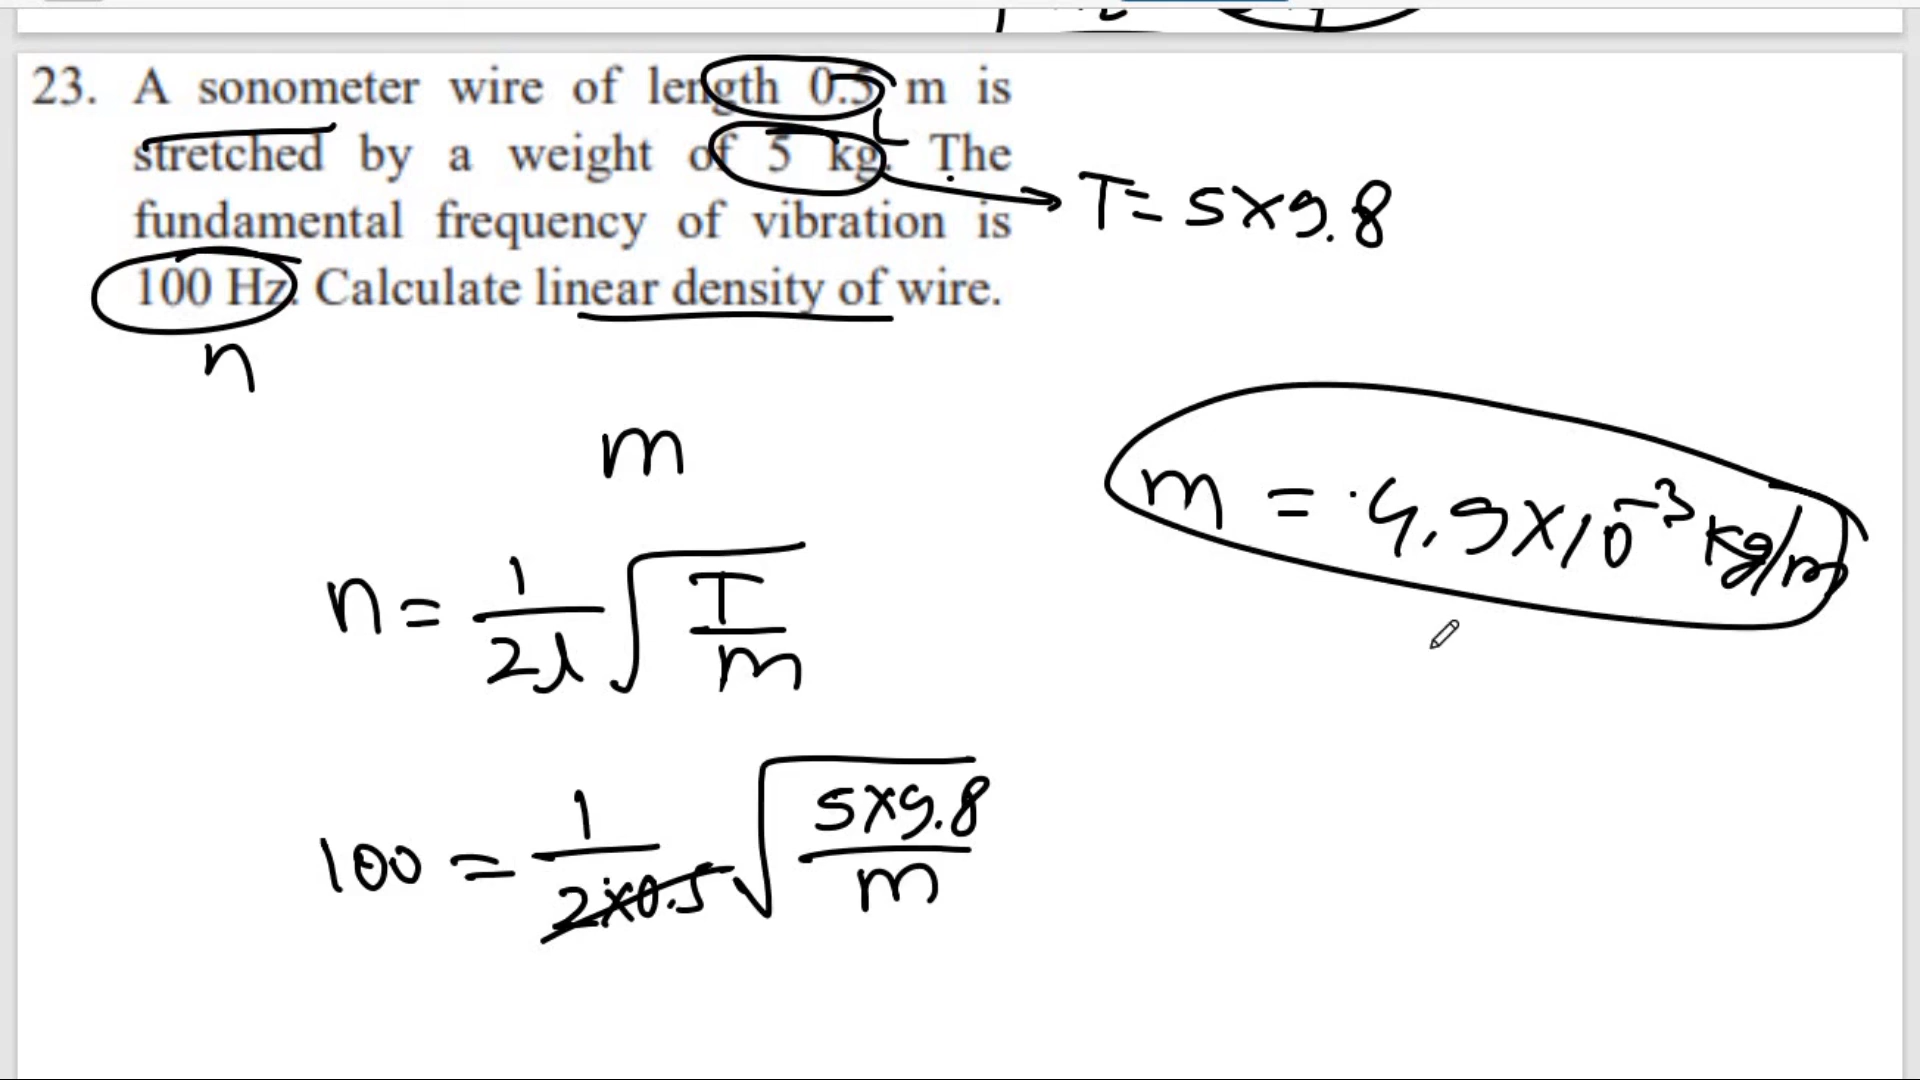 23. A sonometer wire of length 0.5 m is
stretched by a weight of 5 kg. The
fundamental frequency of vibration is
100 Hz. Calculate linear density of wire.
l
T = 5×9.8
n
m
m = 4.9×10⁻³ kg/m
n = 1/2l √T/m
100 = 1/2×0.5 √5×9.8/m